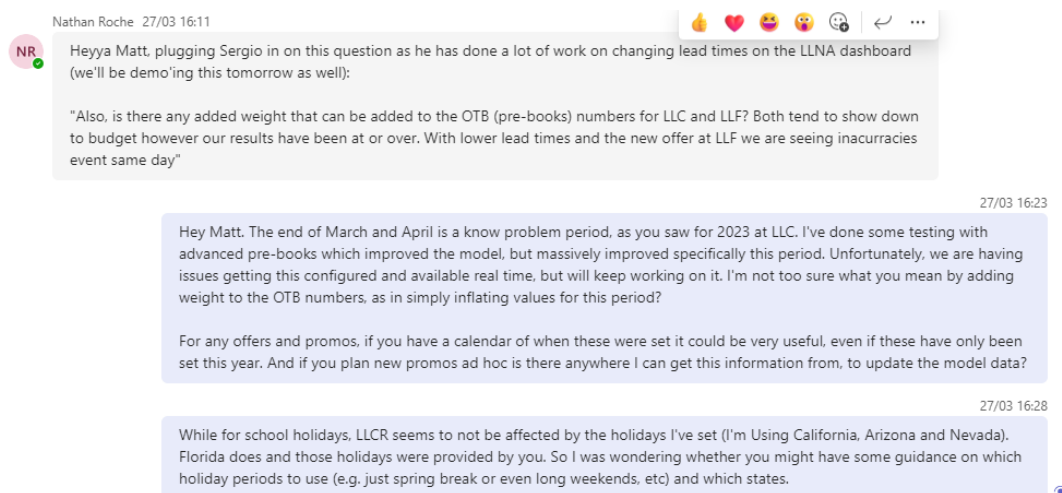 Nathan Roche 27/03 16:11
NR
Heyya Matt, plugging Sergio in on this question as he has done a lot of work on changing lead times on the LLNA dashboard
(we'll be demo'ing this tomorrow as well):
"Also, is there any added weight that can be added to the OTB (pre-books) numbers for LLC and LLF? Both tend to show down
to budget however our results have been at or over. With lower lead times and the new offer at LLF we are seeing inacurracies
event same day"
27/03 16:23
Hey Matt. The end of March and April is a know problem period, as you saw for 2023 at LLC. I've done some testing with
advanced pre-books which improved the model, but massively improved specifically this period. Unfortunately, we are having
issues getting this configured and available real time, but will keep working on it. I'm not too sure what you mean by adding
weight to the OTB numbers, as in simply inflating values for this period?
For any offers and promos, if you have a calendar of when these were set it could be very useful, even if these have only been
set this year. And if you plan new promos ad hoc is there anywhere I can get this information from, to update the model data?
27/03 16:28
While for school holidays, LLCR seems to not be affected by the holidays I've set (I'm Using California, Arizona and Nevada).
Florida does and those holidays were provided by you. So I was wondering whether you might have some guidance on which
holiday periods to use (e.g. just spring break or even long weekends, etc) and which states.